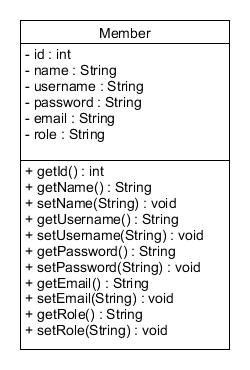 Member
- id : int
- name : String
- username : String
- password : String
- email : String
- role : String
+ getId() : int
+ getName() : String
+ setName(String) : void
+ getUsername() : String
+ setUsername(String) : void
+ getPassword() : String
+ setPassword(String) : void
+ getEmail() : String
+ setEmail(String) : void
+ getRole() : String
+ setRole(String) : void